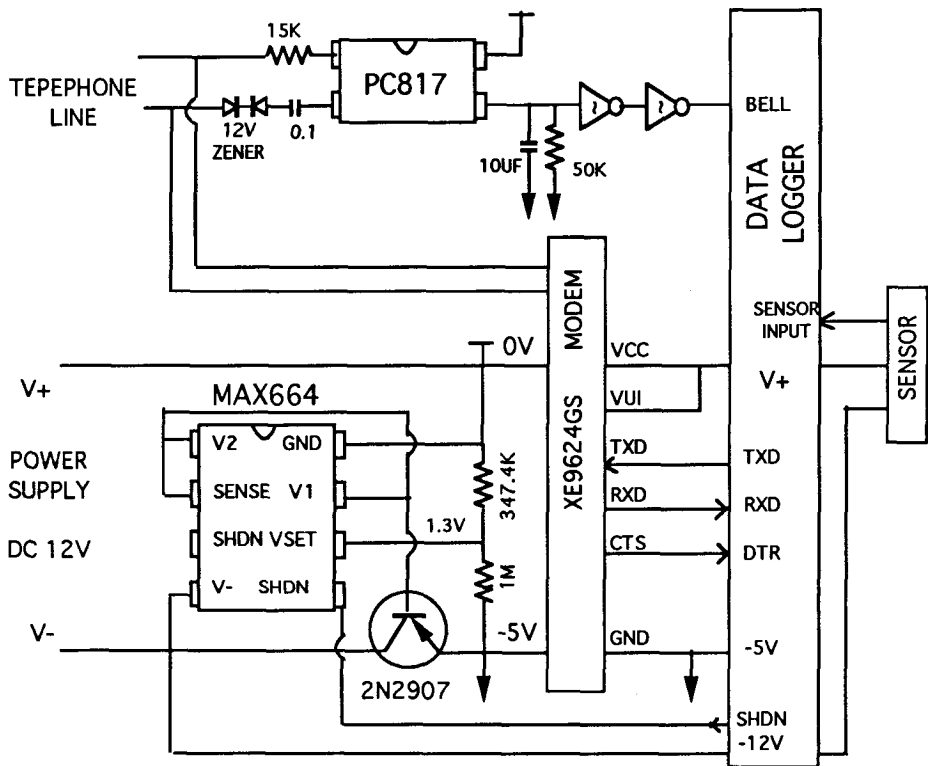 15K
PC817
TEPEPHONE
LINE
12V
ZENER
0.1
10UF
50K
BELL
DATA
LOGGER
MODEM
XE9624GS
SENSOR
INPUT
SENSOR
0V
VCC
V+
V+
MAX664
VUI
V2
GND
TXD
TXD
POWER
SUPPLY
SENSE
V1
347.4K
RXD
RXD
1.3V
DC 12V
SHDN
VSET
CTS
DTR
1M
V-
SHDN
V-
-5V
GND
-5V
2N2907
SHDN
-12V